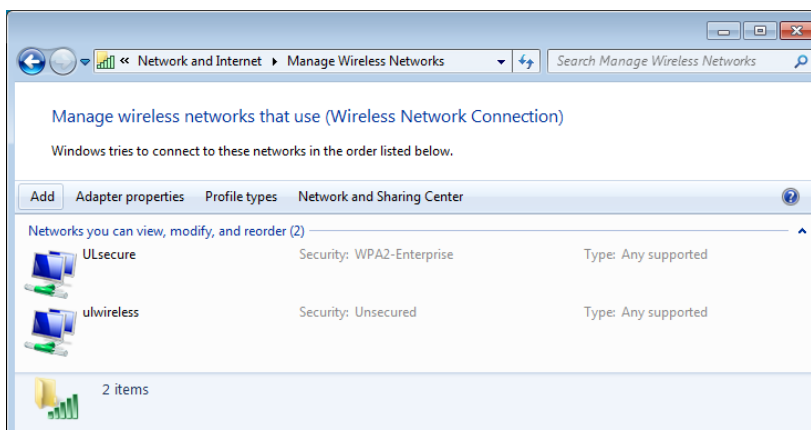 « Network and Internet ▸ Manage Wireless Networks
Search Manage Wireless Networks
Manage wireless networks that use (Wireless Network Connection)
Windows tries to connect to these networks in the order listed below.
Add Adapter properties Profile types Network and Sharing Center
Networks you can view, modify, and reorder (2)
ULsecure Security: WPA2-Enterprise Type: Any supported
ulwireless Security: Unsecured Type: Any supported
2 items